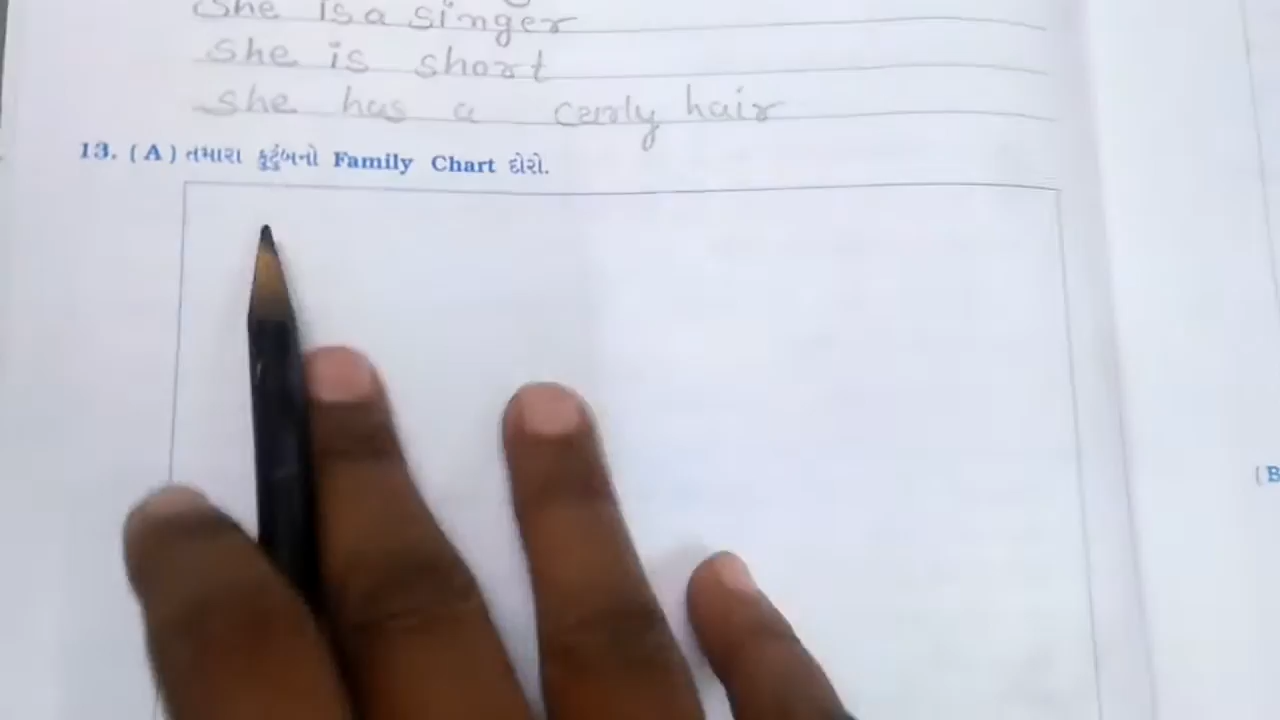 She is a singer
She is short
She has a curly hair
13. (A) તમારા કુટુંબનો Family Chart દોરો.
(B